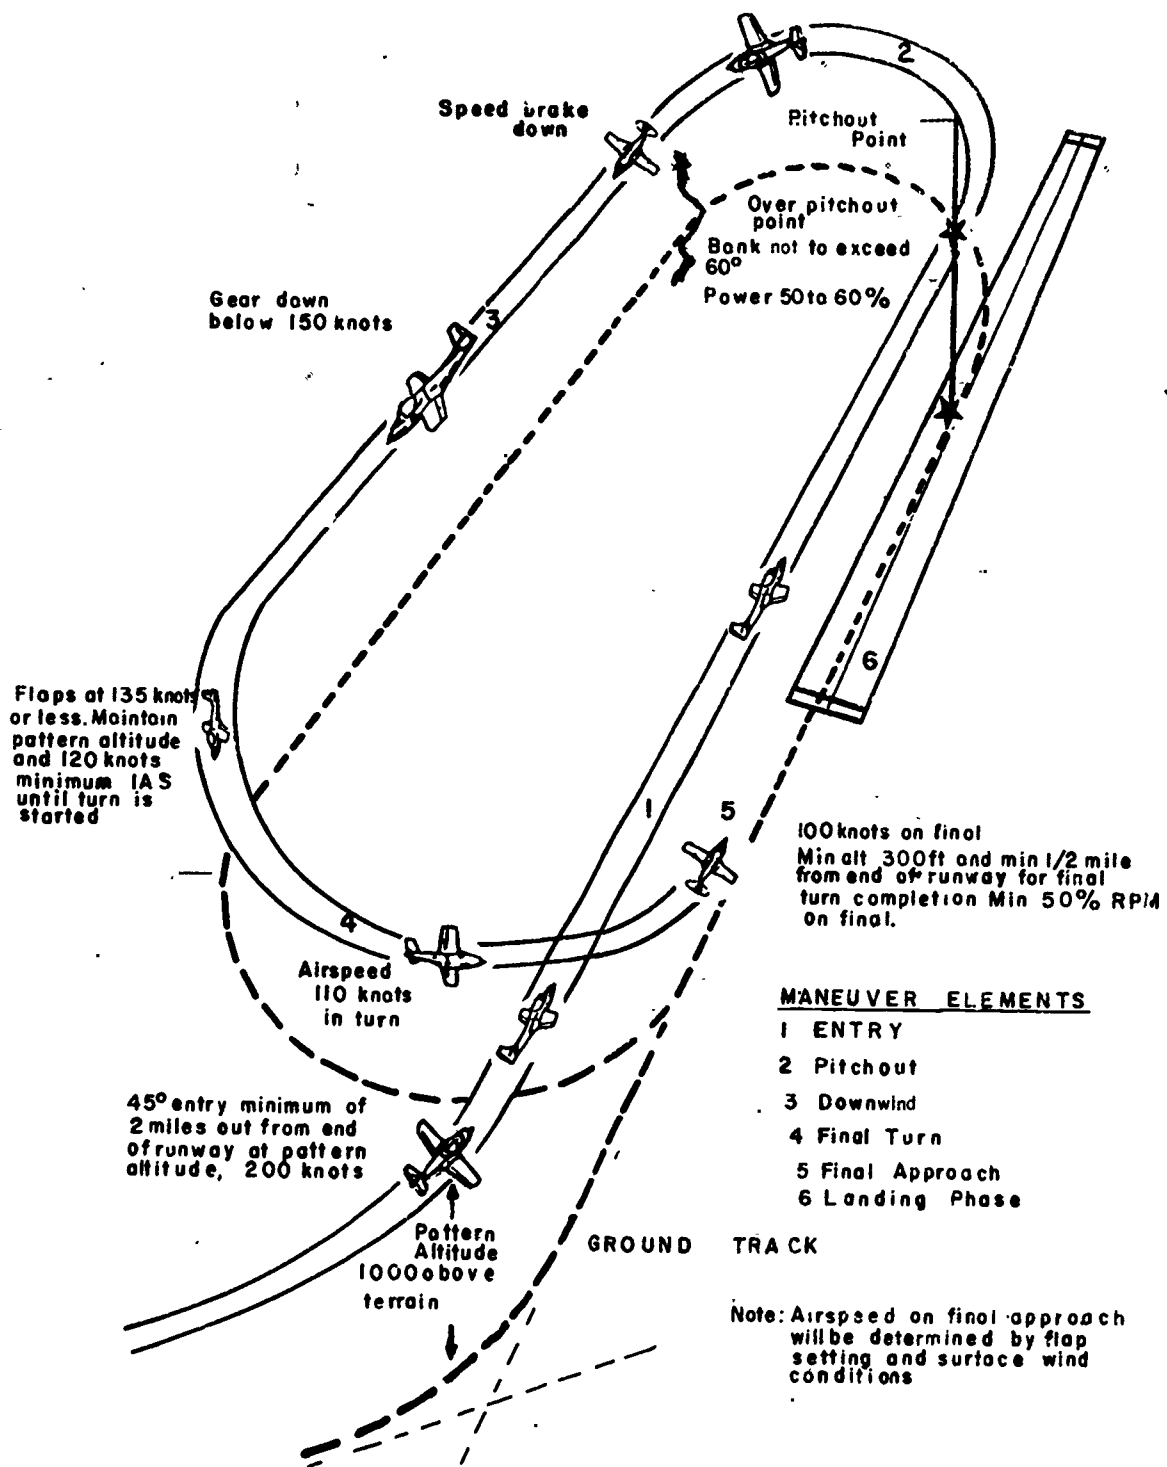 2
Speed brake
down
Pitchout
Point
Over pitchout
point
Bank not to exceed
60°
Power 50 to 60%
Gear down
below 150 knots
3
6
Flaps at 135 knots
or less. Maintain
pattern altitude
and 120 knots
minimum IAS
until turn is
started
1
5
100 knots on final
Min alt 300ft and min 1/2 mile
from end of runway for final
turn completion Min 50% RPM
on final.
4
Airspeed
110 knots
in turn
MANEUVER ELEMENTS
1 ENTRY
2 Pitchout
3 Downwind
4 Final Turn
5 Final Approach
6 Landing Phase
45° entry minimum of
2 miles out from end
of runway at pattern
altitude, 200 knots
Pattern
Altitude
1000 above
terrain
GROUND TRACK
Note: Airspeed on final approach
will be determined by flap
setting and surface wind
conditions